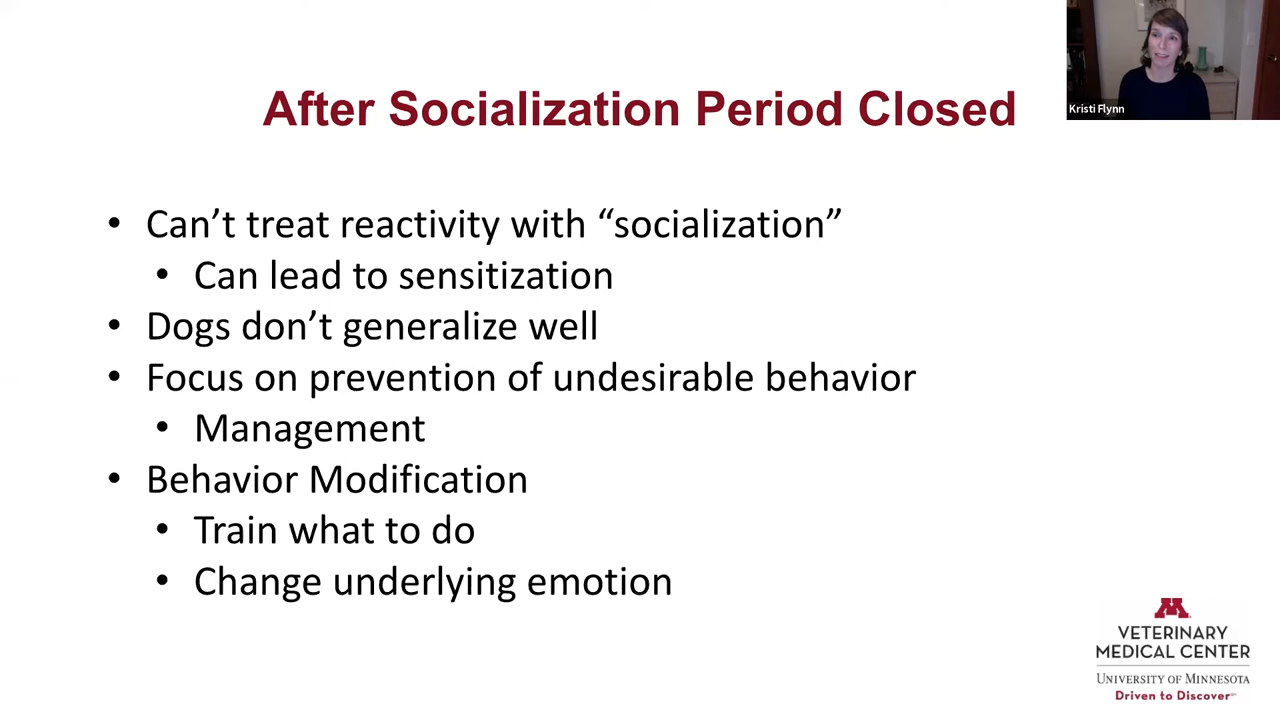 After Socialization Period Closed
Kristi Flynn
• Can’t treat reactivity with “socialization”
• Can lead to sensitization
• Dogs don’t generalize well
• Focus on prevention of undesirable behavior
• Management
• Behavior Modification
• Train what to do
• Change underlying emotion
M
VETERINARY
MEDICAL CENTER
UNIVERSITY OF MINNESOTA
Driven to Discover